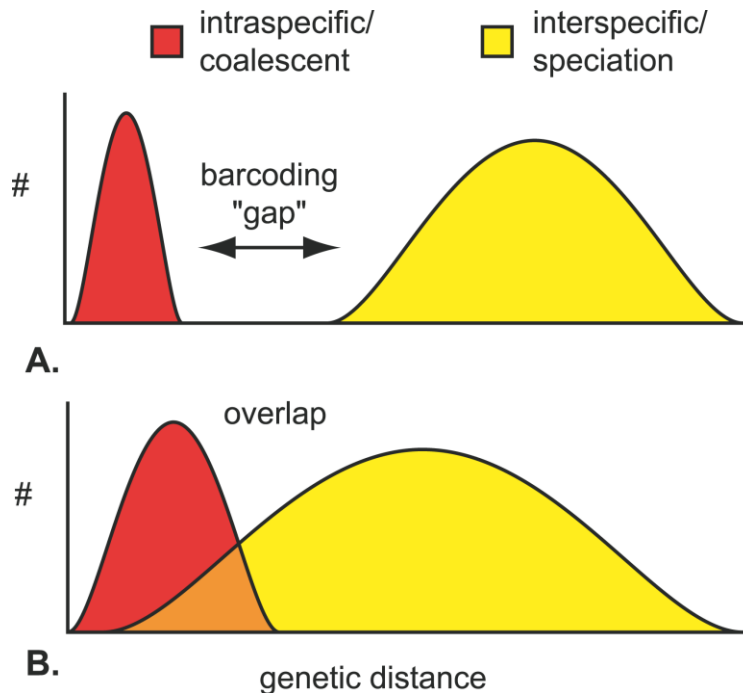 intraspecific/
coalescent
interspecific/
speciation
#
barcoding
"gap"
A.
overlap
#
B.
genetic distance